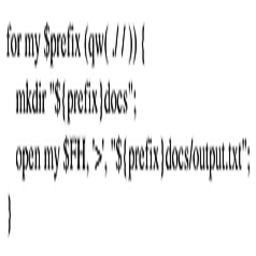 for my $prefix (qw( ./ / )) {
mkdir "${prefix}docs";
open my $FH, '>', "${prefix}docs/output.txt";
}